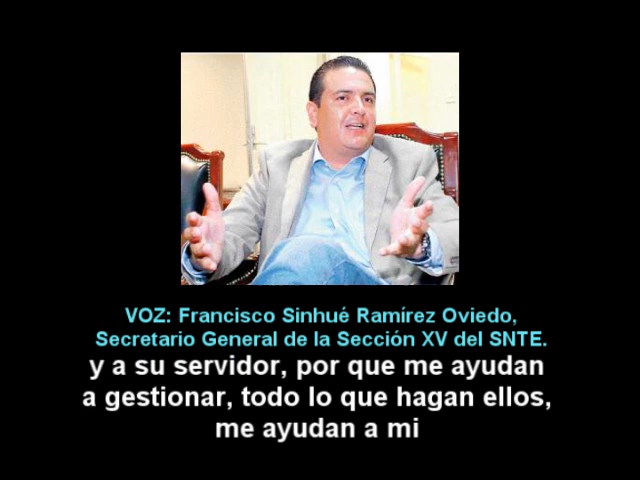 VOZ: Francisco Sinhué Ramírez Oviedo,
Secretario General de la Sección XV del SNTE.
y a su servidor, por que me ayudan
a gestionar, todo lo que hagan ellos,
me ayudan a mi